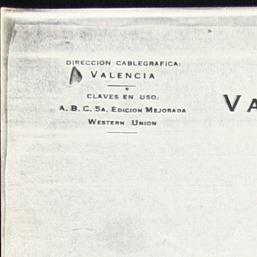 DIRECCION CABLEGRAFICA:
VALENCIA
CLAVES EN USO:
A. B. C. 5A. EDICION MEJORADA
WESTERN UNION
VA